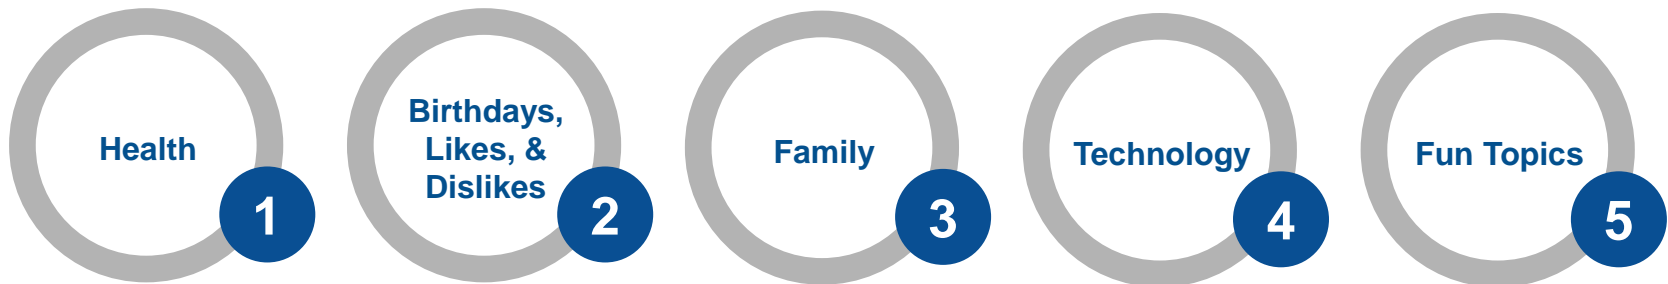 Health
1
Birthdays,
Likes, &
Dislikes
2
Family
3
Technology
4
Fun Topics
5